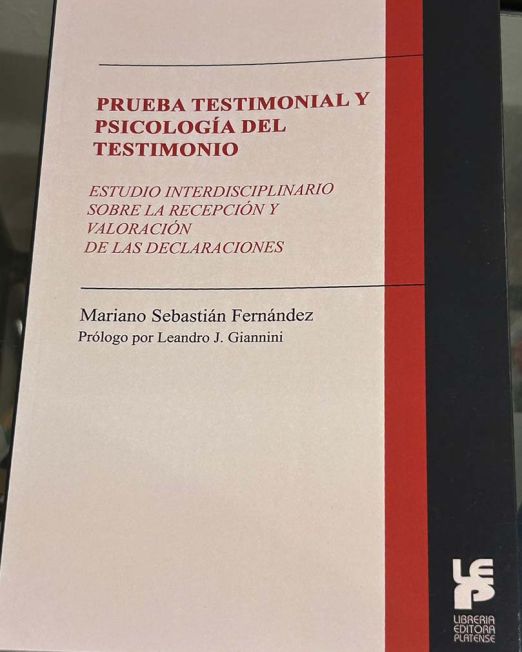 PRUEBA TESTIMONIAL Y
PSICOLOGÍA DEL
TESTIMONIO
ESTUDIO INTERDISCIPLINARIO
SOBRE LA RECEPCIÓN Y
VALORACIÓN
DE LAS DECLARACIONES
Mariano Sebastián Fernández
Prólogo por Leandro J. Giannini
LEP
LIBRERIA
EDITORA
PLATENSE